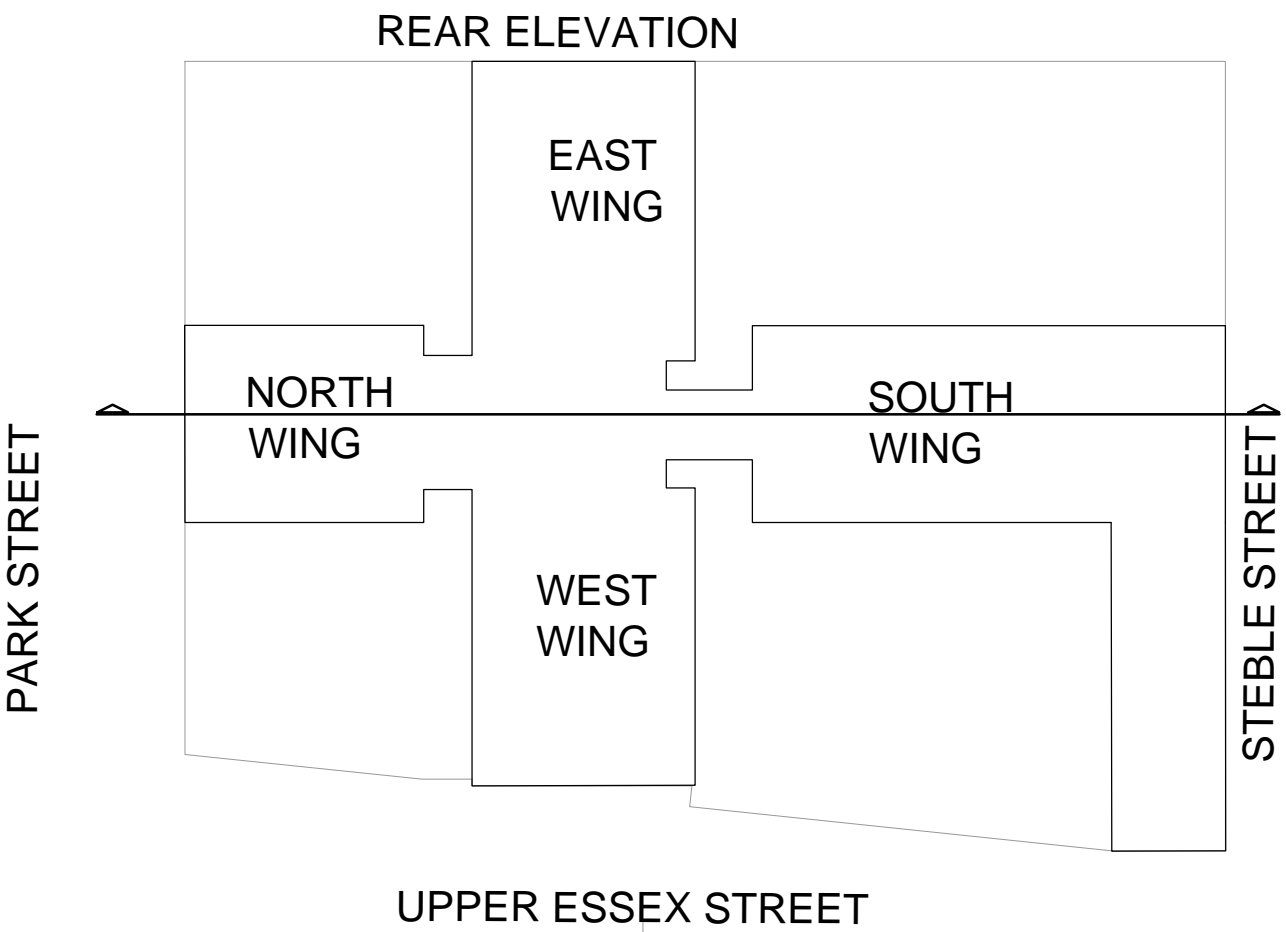 REAR ELEVATION
EAST
WING
NORTH
WING
SOUTH
WING
PARK STREET
STEBLE STREET
WEST
WING
UPPER ESSEX STREET